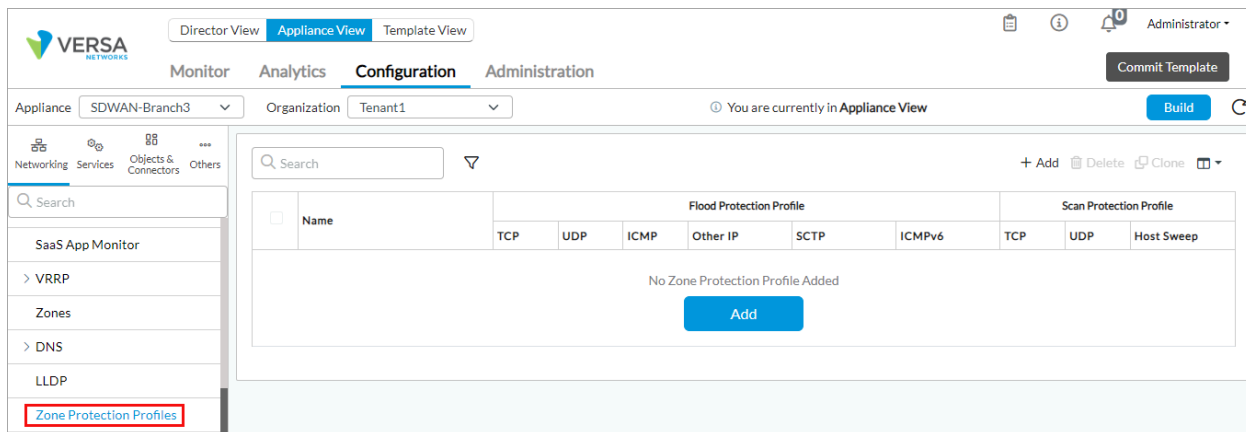 VERSA
NETWORKS
Director View Appliance View Template View
0
Administrator
Monitor Analytics Configuration Administration
Commit Template
Appliance SDWAN-Branch3 Organization Tenant1 You are currently in Appliance View Build
Networking Services Objects & Connectors Others
Search
SaaS App Monitor
> VRRP
Zones
> DNS
LLDP
Zone Protection Profiles
Search
+ Add Delete Clone
Name Flood Protection Profile Scan Protection Profile
TCP UDP ICMP Other IP SCTP ICMPv6 TCP UDP Host Sweep
No Zone Protection Profile Added
Add